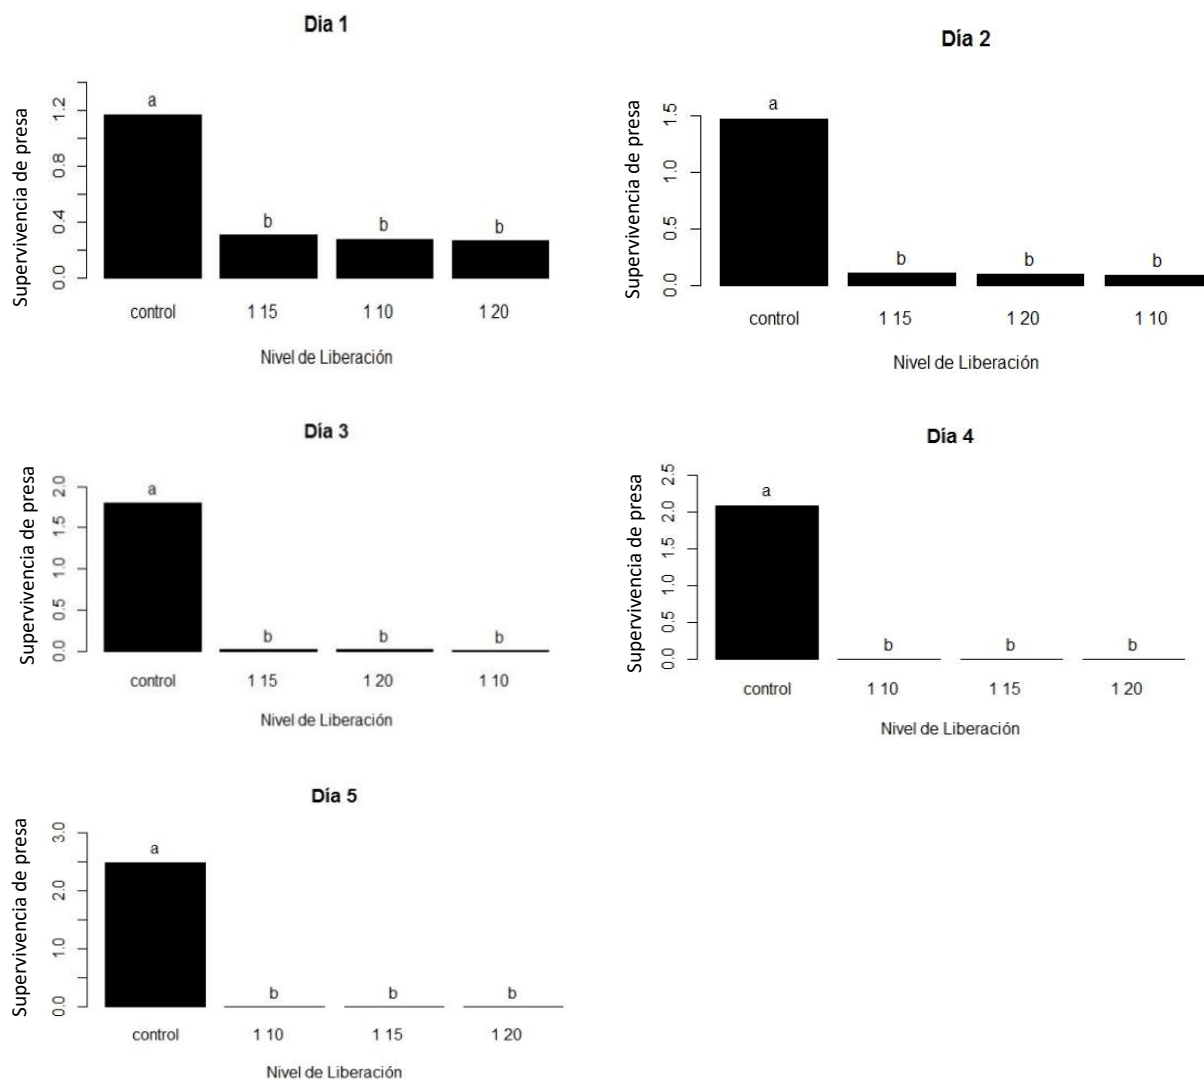 Día 1
Supervivencia de presa
1.2
0.8
0.4
0.0
a
b
b
b
control
1 15
1 10
1 20
Nivel de Liberación
Día 2
Supervivencia de presa
1.5
1.0
0.5
0.0
a
b
b
b
control
1 15
1 20
1 10
Nivel de Liberación
Día 3
Supervivencia de presa
2.0
1.5
1.0
0.5
0.0
a
b
b
b
control
1 15
1 20
1 10
Nivel de Liberación
Día 4
Supervivencia de presa
2.5
2.0
1.5
1.0
0.5
0.0
a
b
b
b
control
1 10
1 15
1 20
Nivel de Liberación
Día 5
Supervivencia de presa
3.0
2.0
1.0
0.0
a
b
b
b
control
1 10
1 15
1 20
Nivel de Liberación